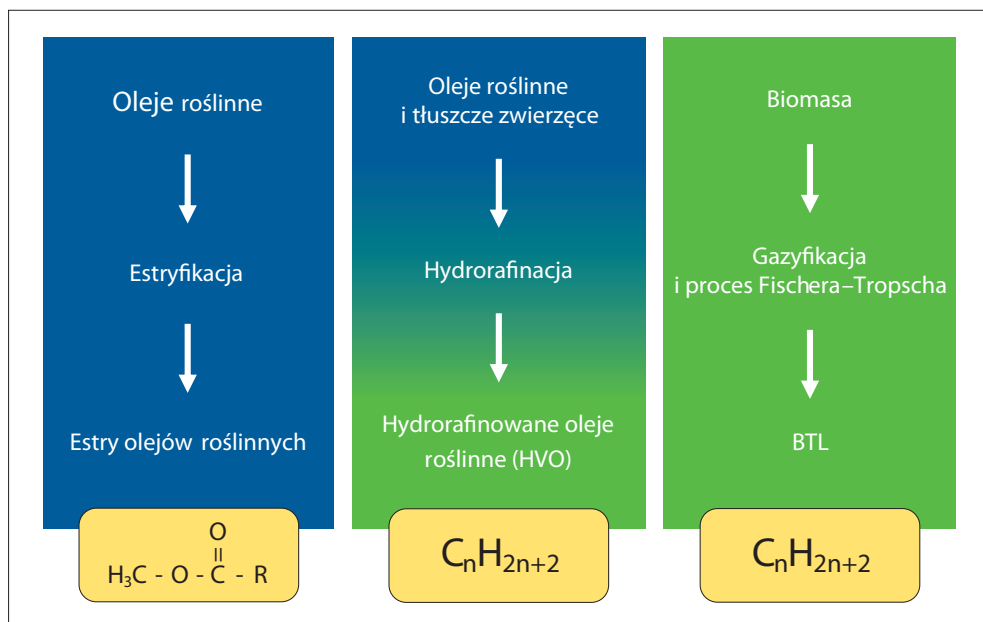 Oleje roślinne
Estryfikacja
Estry olejów roślinnych
O
=
H₃C - O - C - R
Oleje roślinne
i tłuszcze zwierzęce
Hydrorafinacja
Hydrorafinowane oleje
roślinne (HVO)
CₙH₂ₙ₊₂
Biomasa
Gazyfikacja
i proces Fischera–Tropscha
BTL
CₙH₂ₙ₊₂